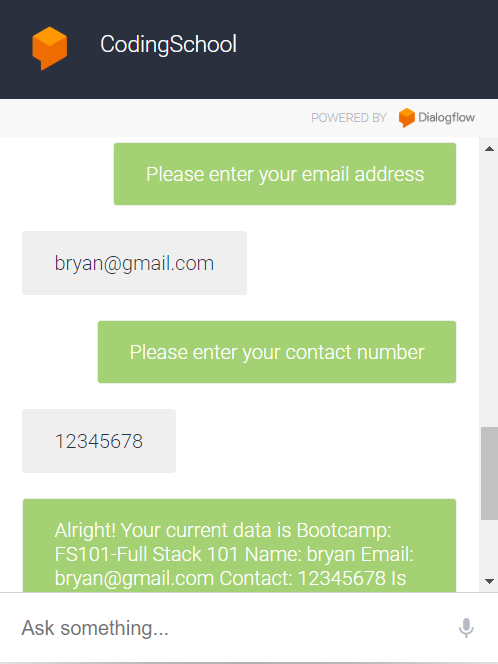 CodingSchool
POWERED BY Dialogflow
Please enter your email address
bryan@gmail.com
Please enter your contact number
12345678
Alright! Your current data is Bootcamp:
FS101-Full Stack 101 Name: bryan Email:
bryan@gmail.com Contact: 12345678 Is
Ask something...